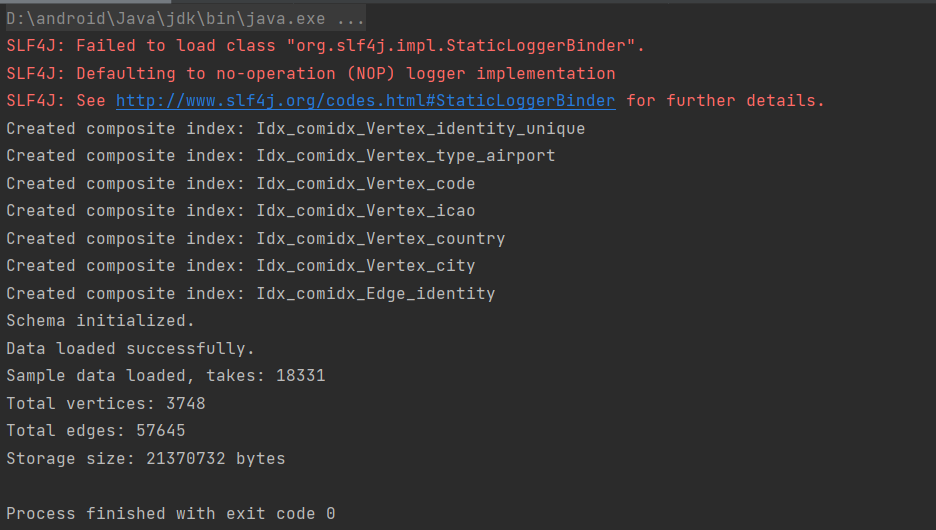 D:\android\Java\jdk\bin\java.exe ...
SLF4J: Failed to load class "org.slf4j.impl.StaticLoggerBinder".
SLF4J: Defaulting to no-operation (NOP) logger implementation
SLF4J: See http://www.slf4j.org/codes.html#StaticLoggerBinder for further details.
Created composite index: Idx_comidx_Vertex_identity_unique
Created composite index: Idx_comidx_Vertex_type_airport
Created composite index: Idx_comidx_Vertex_code
Created composite index: Idx_comidx_Vertex_icao
Created composite index: Idx_comidx_Vertex_country
Created composite index: Idx_comidx_Vertex_city
Created composite index: Idx_comidx_Edge_identity
Schema initialized.
Data loaded successfully.
Sample data loaded, takes: 18331
Total vertices: 3748
Total edges: 57645
Storage size: 21370732 bytes
Process finished with exit code 0